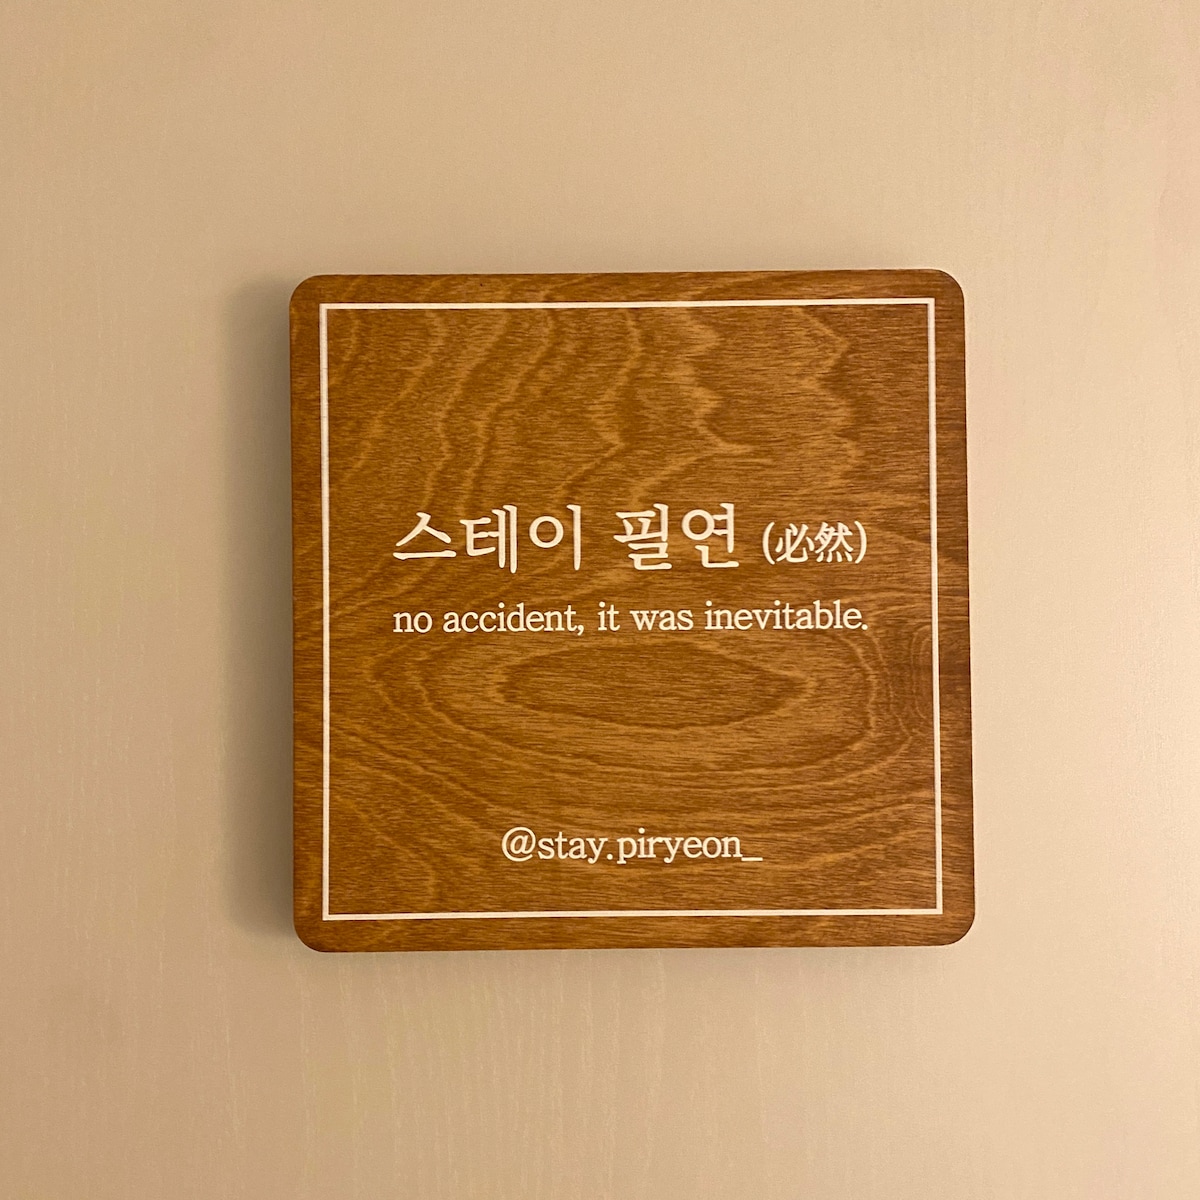 스테이 필연 (必然)
no accident, it was inevitable.
@stay.piryeon_